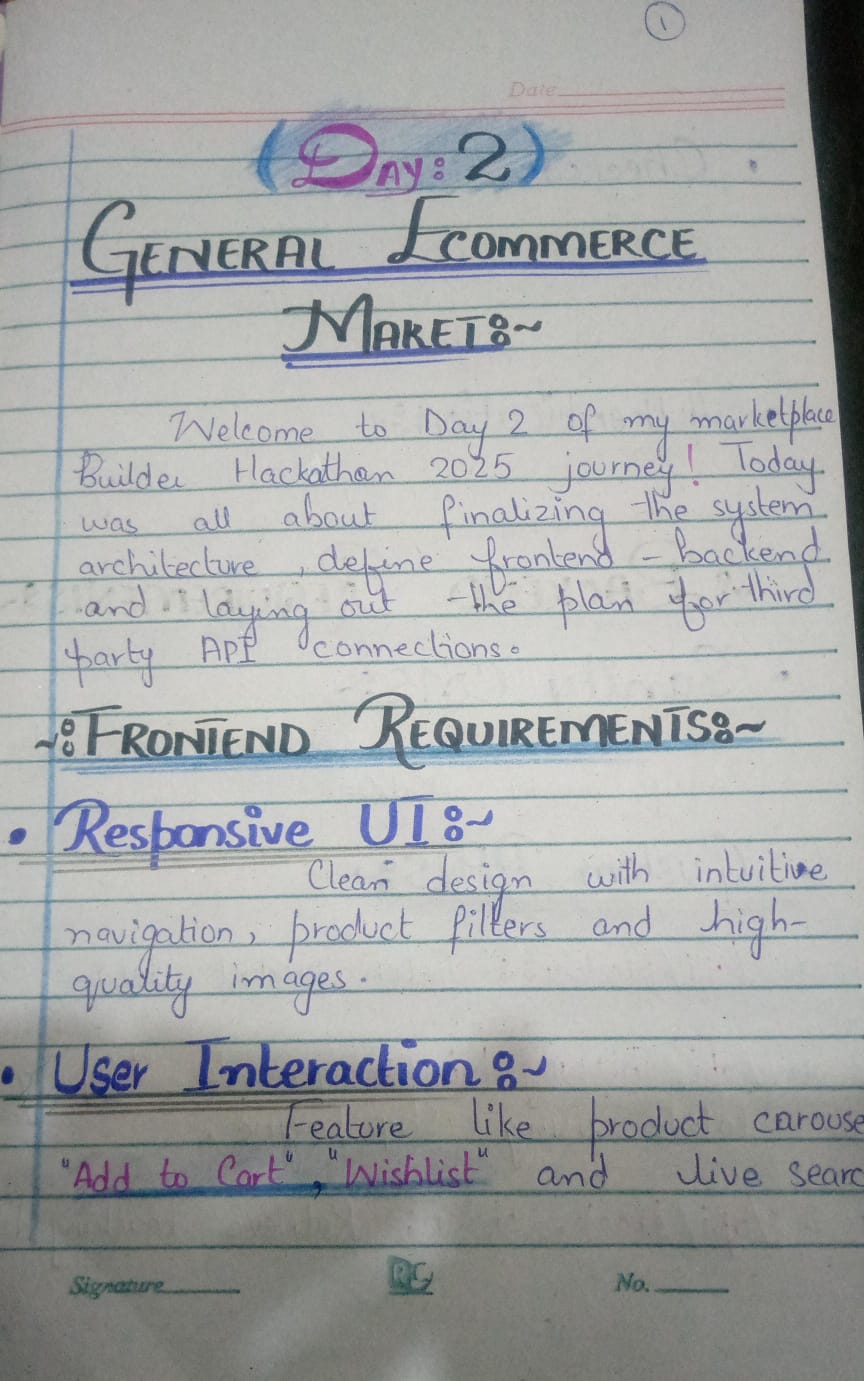 1
Date
(Day: 2)
GENERAL ECOMMERCE
MAKET:~
Welcome to Day 2 of my marketplace
Builder Hackathan 2025 journey! Today
was all about finalizing the system
architecture, define frontend - backend
and laying out the plan for third
party API connections.
~:FRONTEND REQUIREMENTS:~
• Responsive UI:~
Clean design with intuitive
navigation, product filters and high-
quality images.
• User Interaction:~
Feature like product carouse
"Add to Cart", "Wishlist" and live searc
Signature RG No.